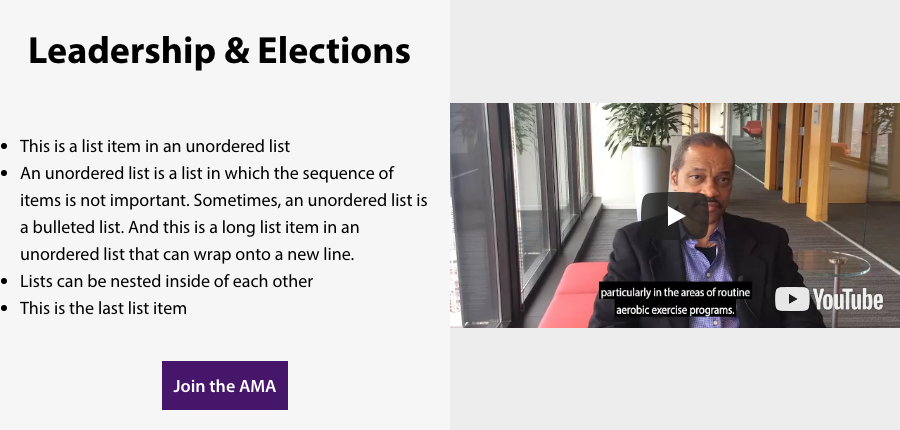 Leadership & Elections
This is a list item in an unordered list
An unordered list is a list in which the sequence of
items is not important. Sometimes, an unordered list is
a bulleted list. And this is a long list item in an
unordered list that can wrap onto a new line.
Lists can be nested inside of each other
This is the last list item
Join the AMA
particularly in the areas of routine
aerobic exercise programs.
YouTube